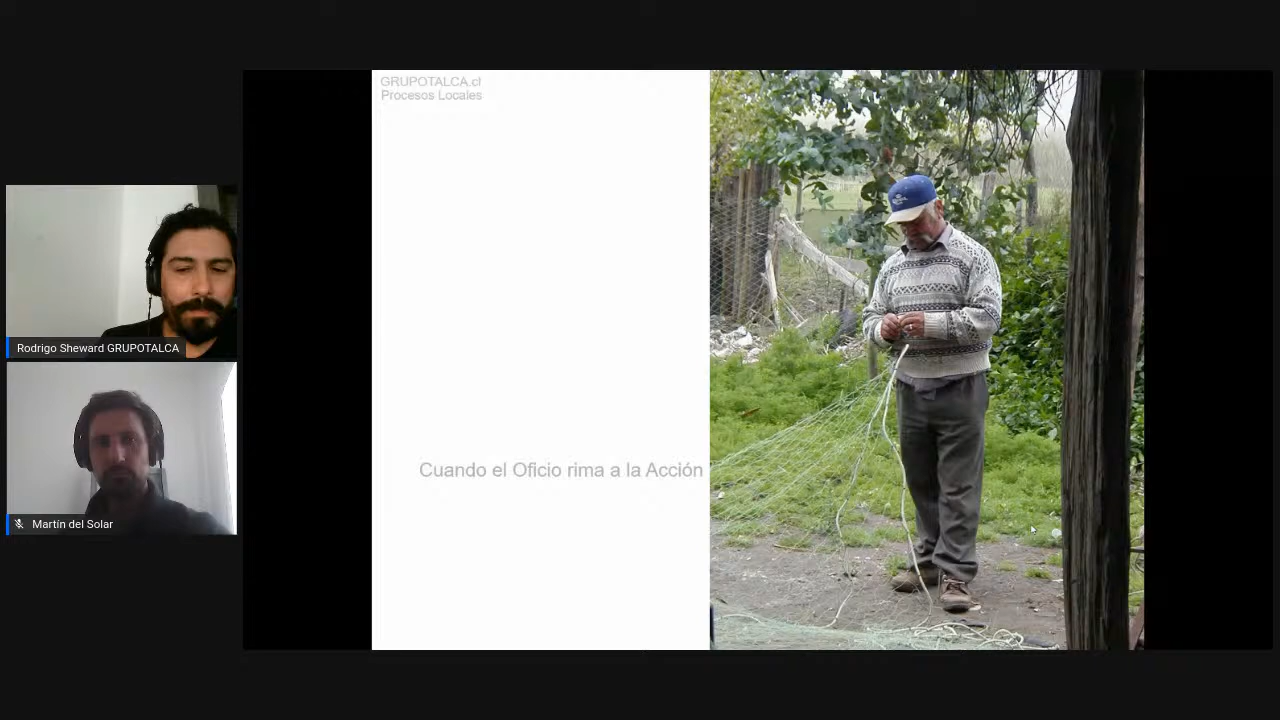 GRUPOTALCA.cl
Procesos Locales
Rodrigo Sheward GRUPOTALCA
Cuando el Oficio rima a la Acción
Martín del Solar